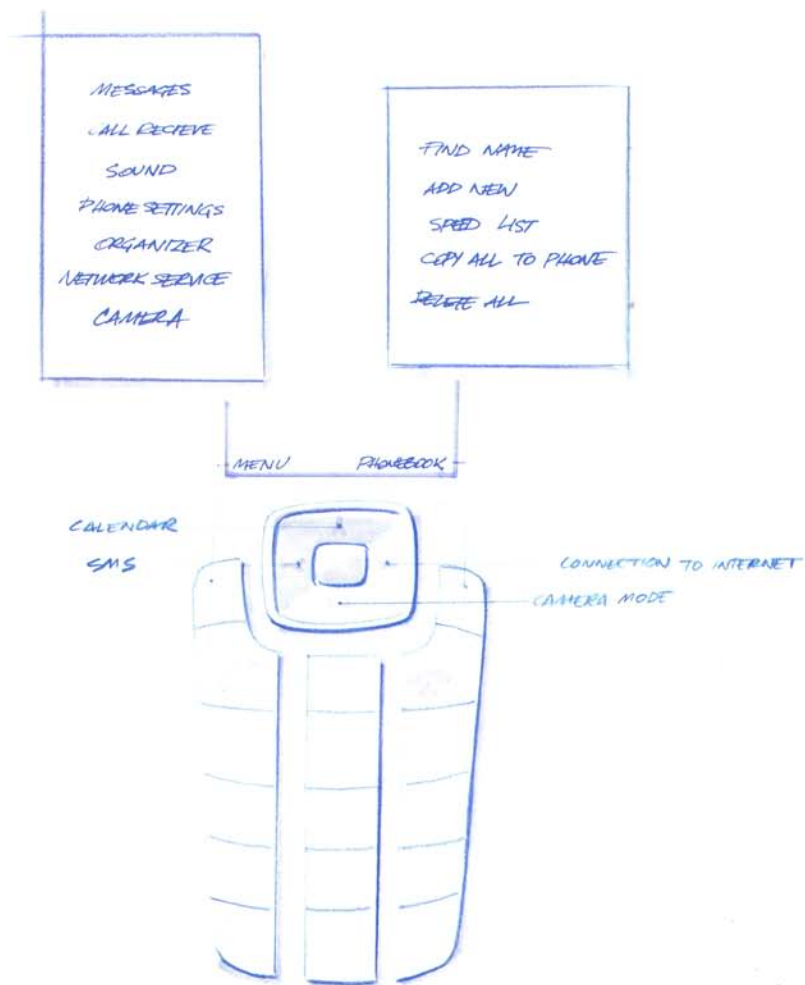 MESSAGES
CALL RECIEVE
SOUND
PHONE SETTINGS
ORGANIZER
NETWORK SERVICE
CAMERA
FIND NAME
ADD NEW
SPEED LIST
COPY ALL TO PHONE
DELETE ALL
MENU
PHONEBOOK
CALENDAR
SMS
CONNECTION TO INTERNET
CAMERA MODE